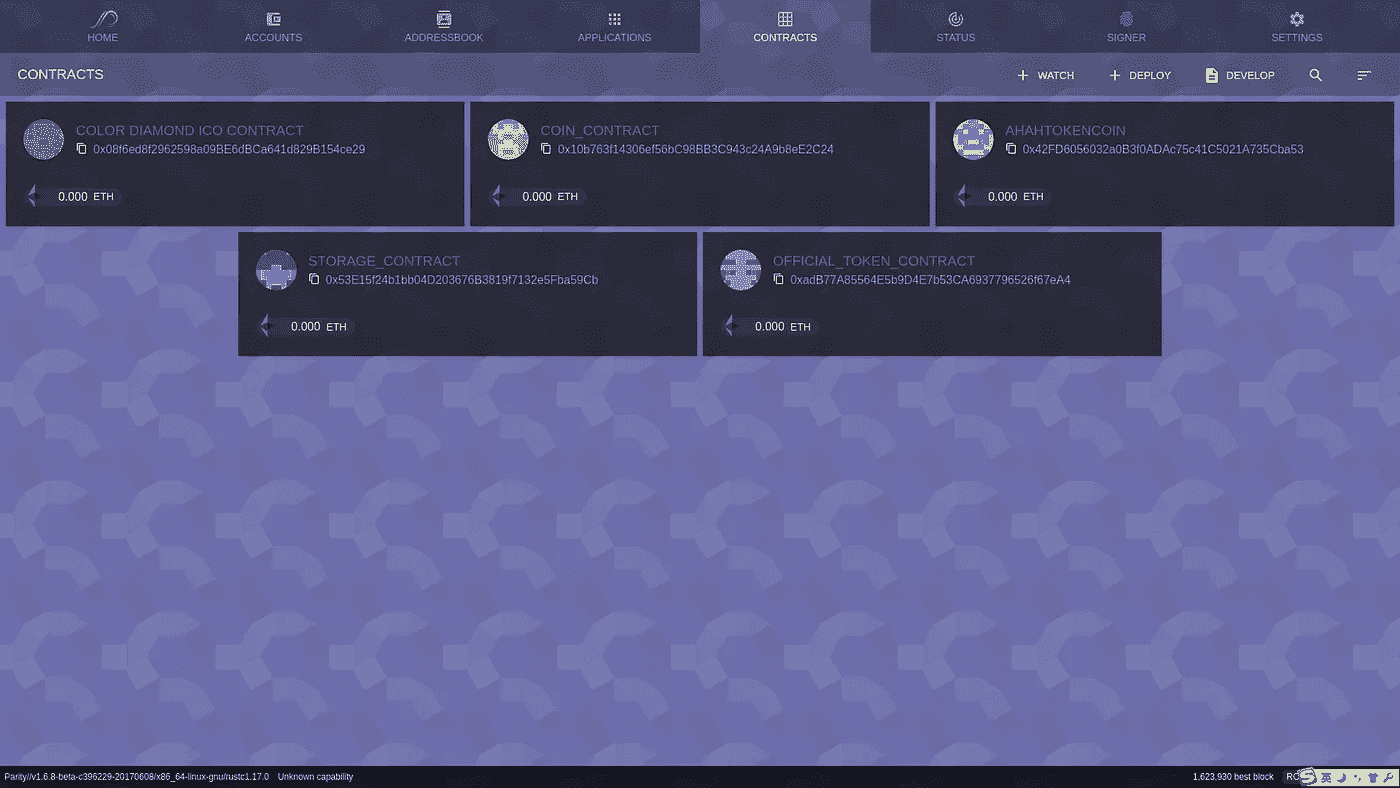 HOME
ACCOUNTS
ADDRESSBOOK
APPLICATIONS
CONTRACTS
STATUS
SIGNER
SETTINGS
CONTRACTS
WATCH
DEPLOY
DEVELOP
COLOR DIAMOND ICO CONTRACT
0x08f6ed8f2962598a09BE6dBCa641d829B154ce29
0.000 ETH
COIN_CONTRACT
0x10b763f14306ef56bC98BB3C943c24A9b8eE2C24
0.000 ETH
AHAHTOKENCOIN
0x42FD6056032a0B3f0ADAc75c41C5021A735Cba53
0.000 ETH
STORAGE_CONTRACT
0x53E15f24b1bb04D203676B3819f7132e5Fba59Cb
0.000 ETH
OFFICIAL_TOKEN_CONTRACT
0xadB77A85564E5b9D4E7b53CA6937796526f67eA4
0.000 ETH
Parity//v1.6.8-beta-c396229-20170608/x86_64-linux-gnu/rustc1.17.0 Unknown capability
1,623,930 best block
英